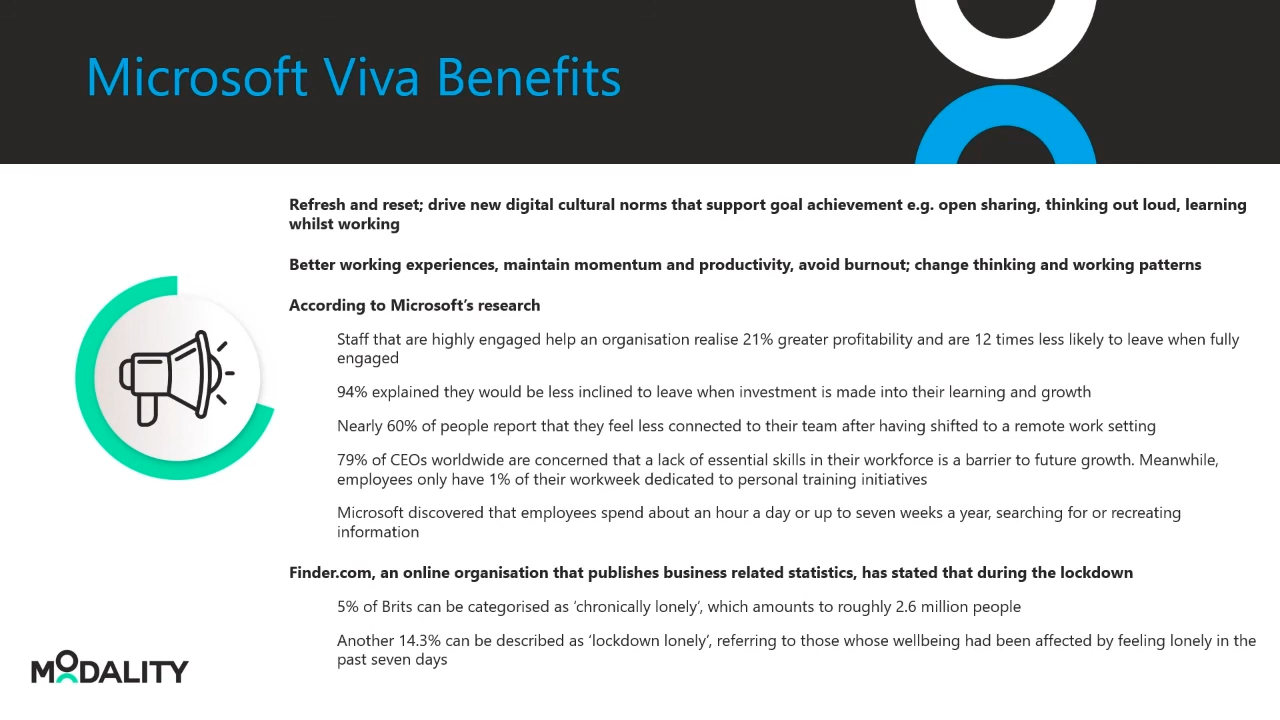 Microsoft Viva Benefits
Refresh and reset; drive new digital cultural norms that support goal achievement e.g. open sharing, thinking out loud, learning
whilst working
Better working experiences, maintain momentum and productivity, avoid burnout; change thinking and working patterns
According to Microsoft’s research
Staff that are highly engaged help an organisation realise 21% greater profitability and are 12 times less likely to leave when fully
engaged
94% explained they would be less inclined to leave when investment is made into their learning and growth
Nearly 60% of people report that they feel less connected to their team after having shifted to a remote work setting
79% of CEOs worldwide are concerned that a lack of essential skills in their workforce is a barrier to future growth. Meanwhile,
employees only have 1% of their workweek dedicated to personal training initiatives
Microsoft discovered that employees spend about an hour a day or up to seven weeks a year, searching for or recreating
information
Finder.com, an online organisation that publishes business related statistics, has stated that during the lockdown
5% of Brits can be categorised as ‘chronically lonely’, which amounts to roughly 2.6 million people
Another 14.3% can be described as ‘lockdown lonely’, referring to those whose wellbeing had been affected by feeling lonely in the
past seven days
MODALITY